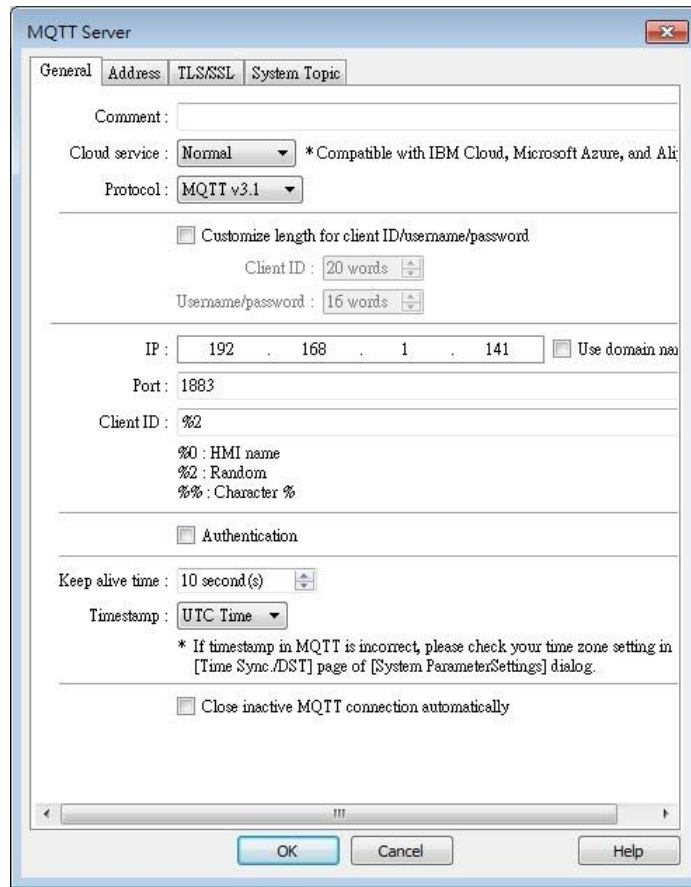 MQTT Server
General Address TLS/SSL System Topic
Comment :
Cloud service : Normal * Compatible with IBM Cloud, Microsoft Azure, and Ali
Protocol : MQTT v3.1
Customize length for client ID/username/password
Client ID : 20 words
Username/password : 16 words
IP : 192 . 168 . 1 . 141 Use domain na
Port : 1883
Client ID : %2
%0 : HMI name
%2 : Random
%% : Character %
Authentication
Keep alive time : 10 second(s)
Timestamp : UTC Time
* If timestamp in MQTT is incorrect, please check your time zone setting in
[Time Sync./DST] page of [System ParameterSettings] dialog.
Close inactive MQTT connection automatically
OK Cancel Help